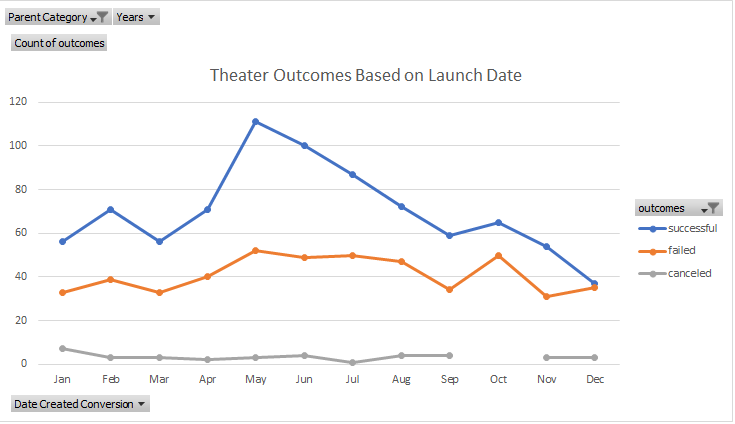 Parent Category Years
Count of outcomes
Theater Outcomes Based on Launch Date
120
100
80
60
40
20
0
Jan Feb Mar Apr May Jun Jul Aug Sep Oct Nov Dec
outcomes
successful
failed
canceled
Date Created Conversion